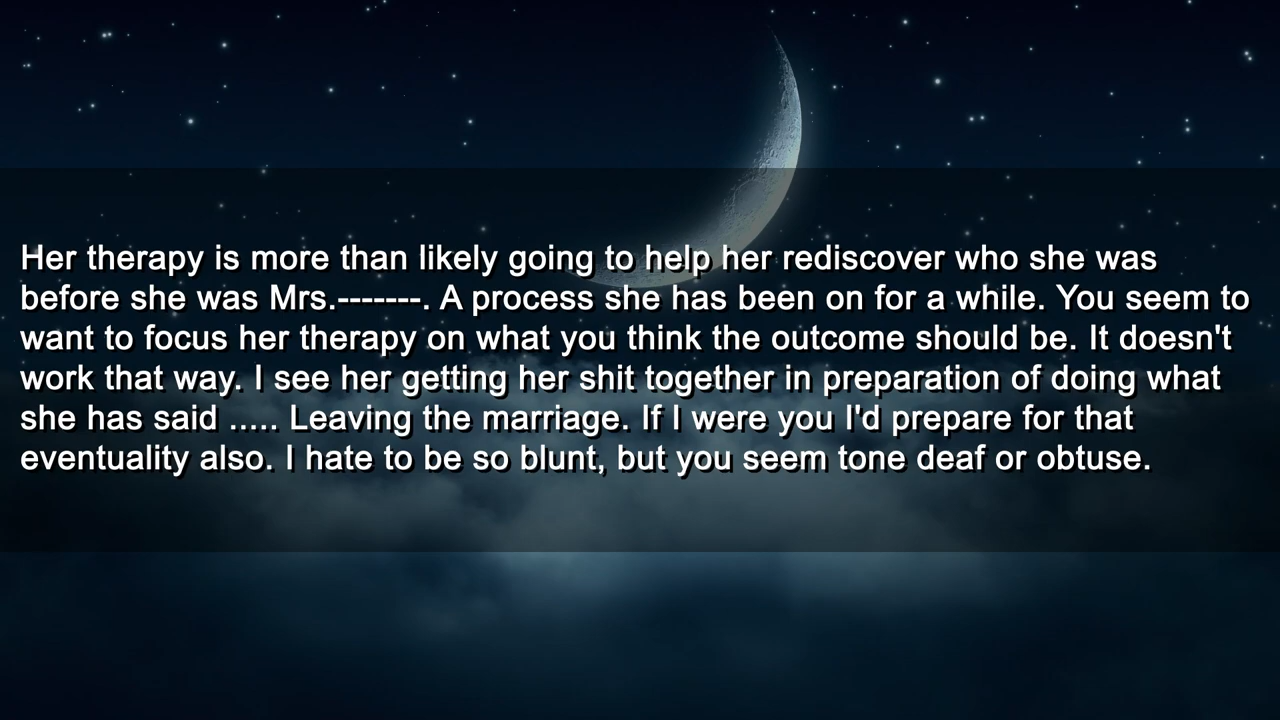 Her therapy is more than likely going to help her rediscover who she was
before she was Mrs.-------. A process she has been on for a while. You seem to
want to focus her therapy on what you think the outcome should be. It doesn't
work that way. I see her getting her shit together in preparation of doing what
she has said ..... Leaving the marriage. If I were you I'd prepare for that
eventuality also. I hate to be so blunt, but you seem tone deaf or obtuse.